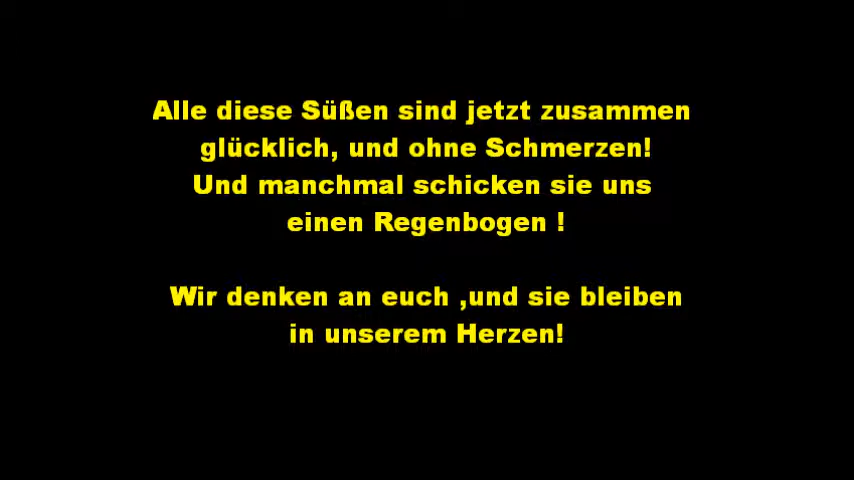 Alle diese Süßen sind jetzt zusammen
glücklich, und ohne Schmerzen!
Und manchmal schicken sie uns
einen Regenbogen !
Wir denken an euch ,und sie bleiben
in unserem Herzen!